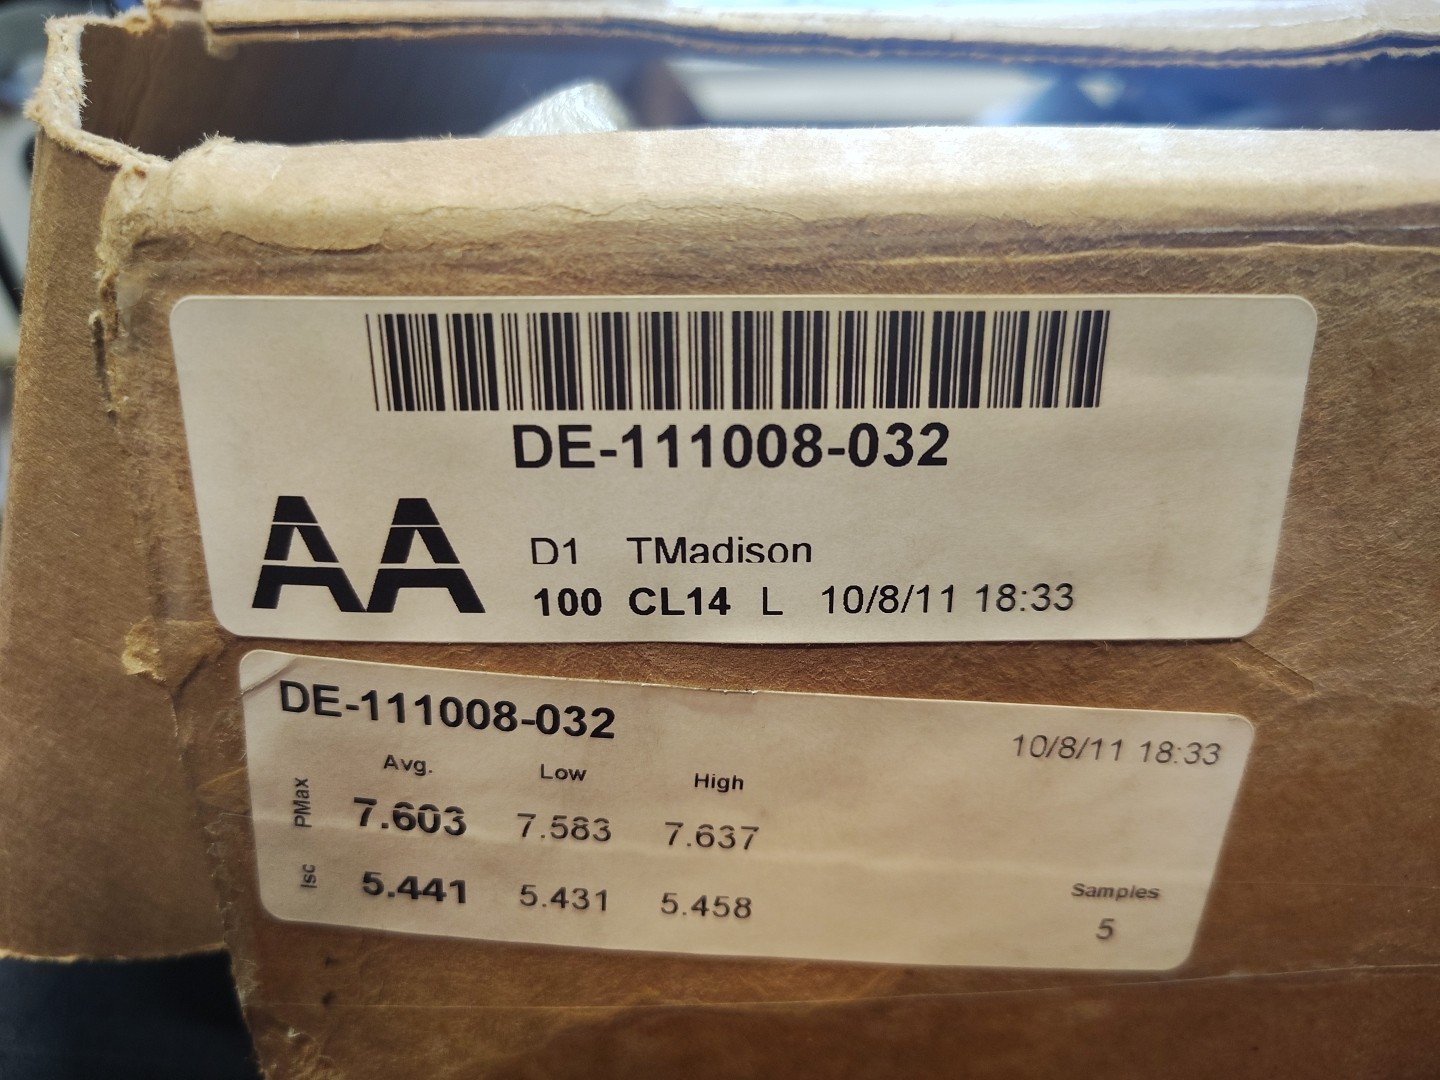 DE-111008-032
AA
D1 TMadison
100 CL14 L 10/8/11 18:33
DE-111008-032
10/8/11 18:33
Avg. Low High
PMax 7.603 7.583 7.637
Isc 5.441 5.431 5.458
Samples
5